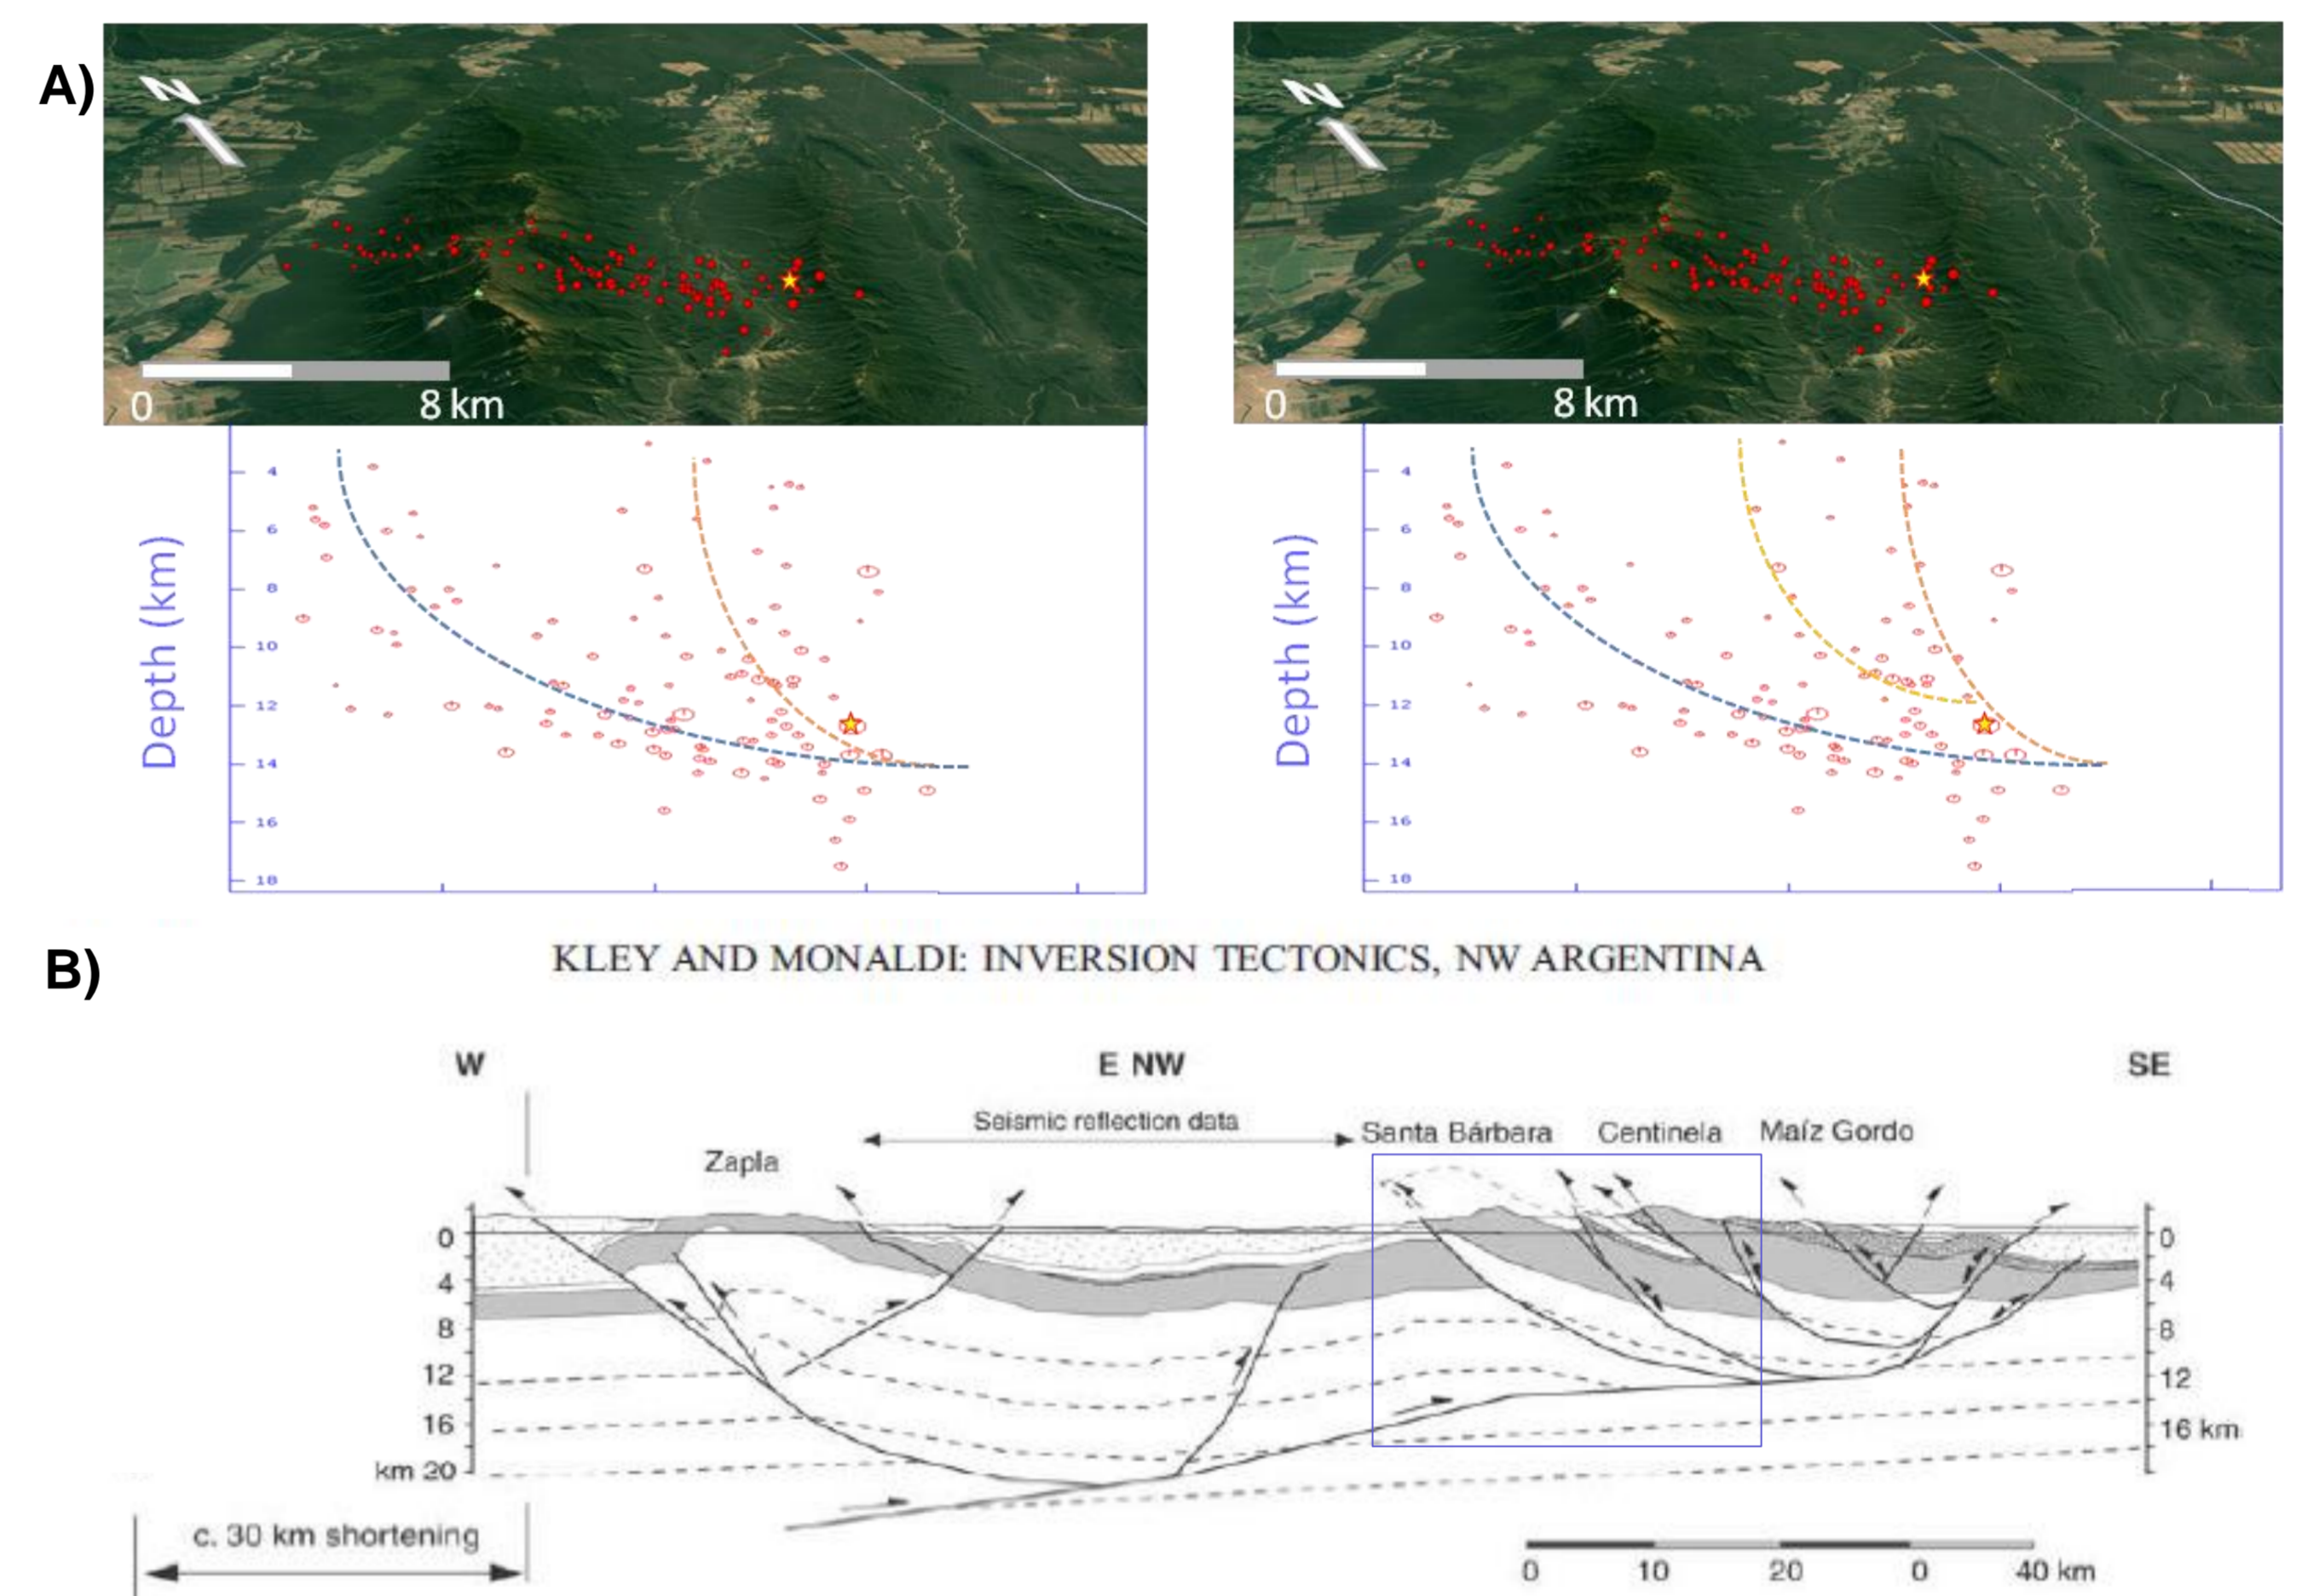 A)
N
N
0 8 km
0 8 km
Depth (km)
4
6
8
10
12
14
16
18
Depth (km)
4
6
8
10
12
14
16
18
B)
KLEY AND MONALDI: INVERSION TECTONICS, NW ARGENTINA
W E NW SE
Seismic reflection data
Santa Bárbara Centinela Maíz Gordo
Zapla
0
4
8
12
16
km 20
0
4
8
12
16 km
c. 30 km shortening
0 10 20 0 40 km